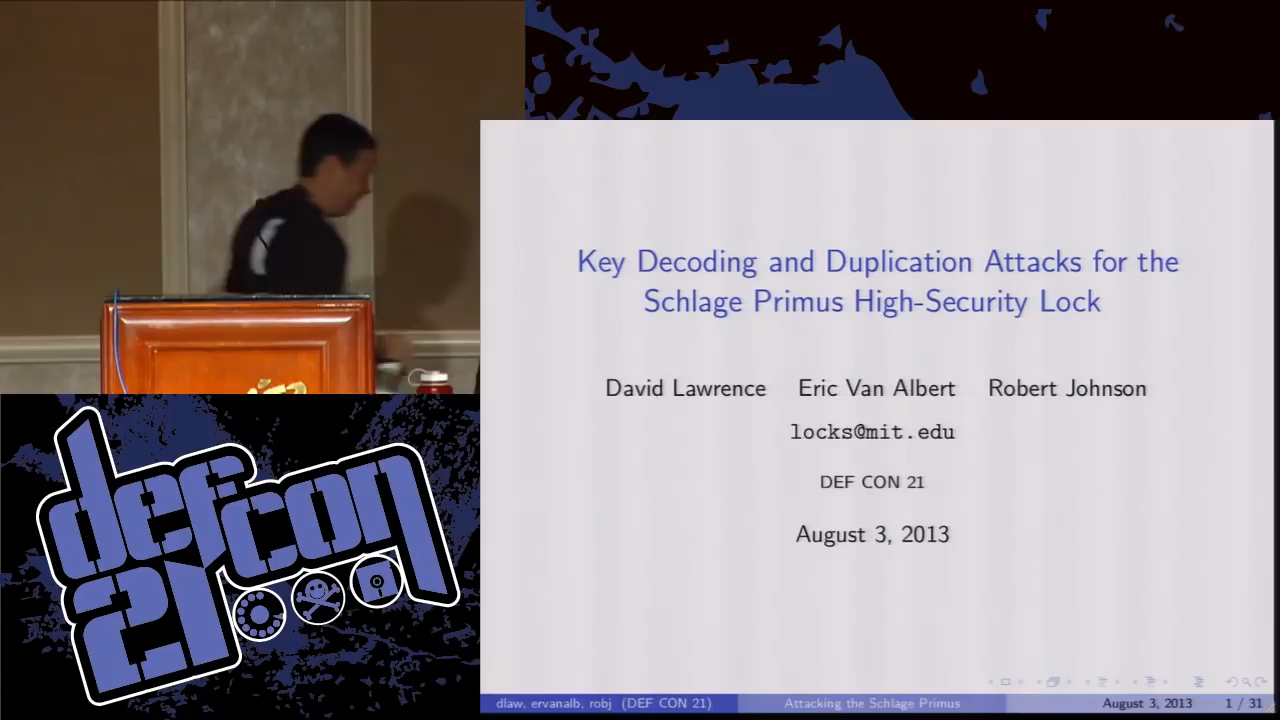 Key Decoding and Duplication Attacks for the
Schlage Primus High-Security Lock
David Lawrence Eric Van Albert Robert Johnson
locks@mit.edu
DEF CON 21
August 3, 2013
defcon
21
dlaw, ervanalb, robj (DEF CON 21) Attacking the Schlage Primus August 3, 2013 1 / 31